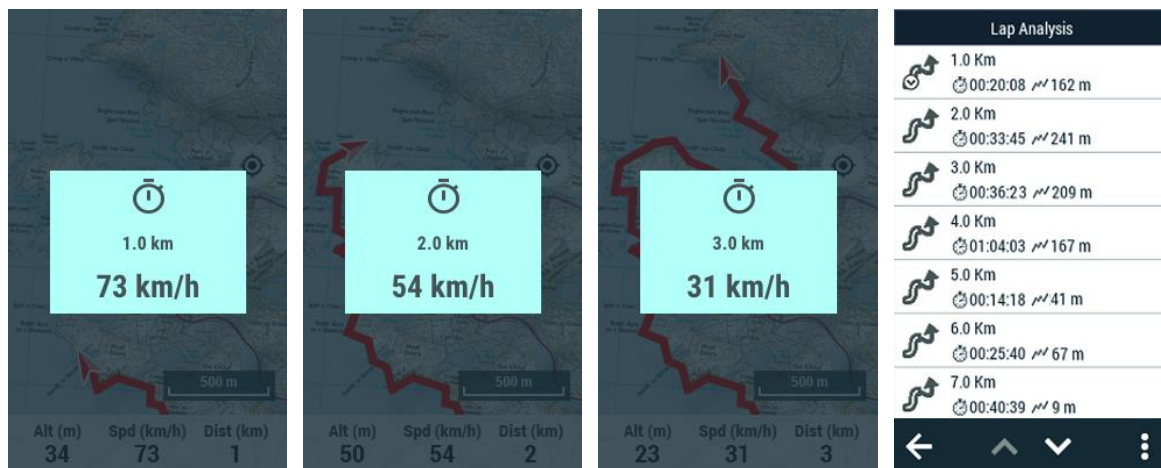 1.0 km
73 km/h
500 m
Alt (m) Spd (km/h) Dist (km)
34 73 1
2.0 km
54 km/h
500 m
Alt (m) Spd (km/h) Dist (km)
50 54 2
3.0 km
31 km/h
500 m
Alt (m) Spd (km/h) Dist (km)
23 31 3
Lap Analysis
1.0 Km
00:20:08 162 m
2.0 Km
00:33:45 241 m
3.0 Km
00:36:23 209 m
4.0 Km
01:04:03 167 m
5.0 Km
00:14:18 41 m
6.0 Km
00:25:40 67 m
7.0 Km
00:40:39 9 m